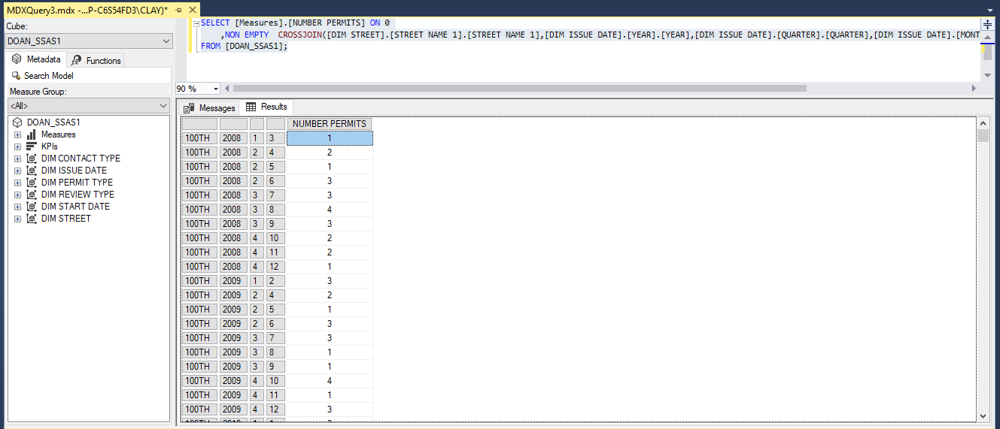 MDXQuery3.mdx -...P-C6S54FD3\CLAY)*
Cube:
DOAN_SSAS1
Metadata
Functions
Search Model
Measure Group:
<All>
DOAN_SSAS1
Measures
KPIs
DIM CONTACT TYPE
DIM ISSUE DATE
DIM PERMIT TYPE
DIM REVIEW TYPE
DIM START DATE
DIM STREET
SELECT [Measures].[NUMBER PERMITS] ON 0
,NON EMPTY CROSSJOIN([DIM STREET].[STREET NAME 1].[STREET NAME 1],[DIM ISSUE DATE].[YEAR].[YEAR],[DIM ISSUE DATE].[QUARTER].[QUARTER],[DIM ISSUE DATE].[MONT
FROM [DOAN_SSAS1];
90 %
Messages
Results
NUMBER PERMITS
100TH 2008 1 3 1
100TH 2008 2 4 2
100TH 2008 2 5 1
100TH 2008 2 6 3
100TH 2008 3 7 3
100TH 2008 3 8 4
100TH 2008 3 9 3
100TH 2008 4 10 2
100TH 2008 4 11 2
100TH 2008 4 12 1
100TH 2009 1 2 3
100TH 2009 2 4 2
100TH 2009 2 5 1
100TH 2009 2 6 3
100TH 2009 3 7 3
100TH 2009 3 8 1
100TH 2009 3 9 1
100TH 2009 4 10 4
100TH 2009 4 11 1
100TH 2009 4 12 3